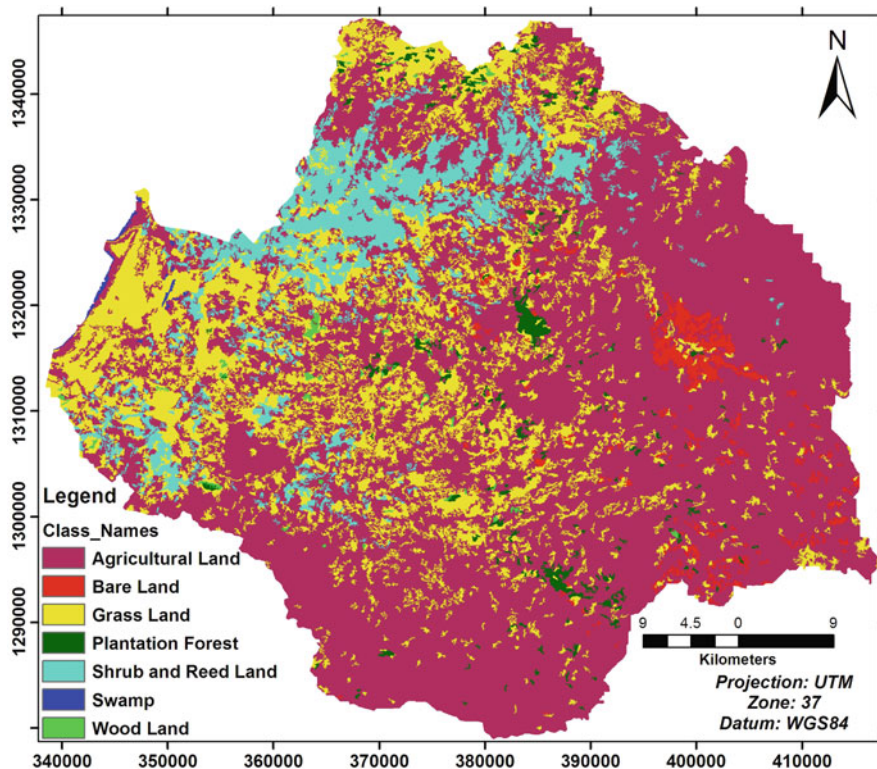 N
1340000
1330000
1320000
1310000
1300000
1290000
Legend
Class_Names
Agricultural Land
Bare Land
Grass Land
Plantation Forest
Shrub and Reed Land
Swamp
Wood Land
9 4.5 0 9
Kilometers
Projection: UTM
Zone: 37
Datum: WGS84
340000 350000 360000 370000 380000 390000 400000 410000